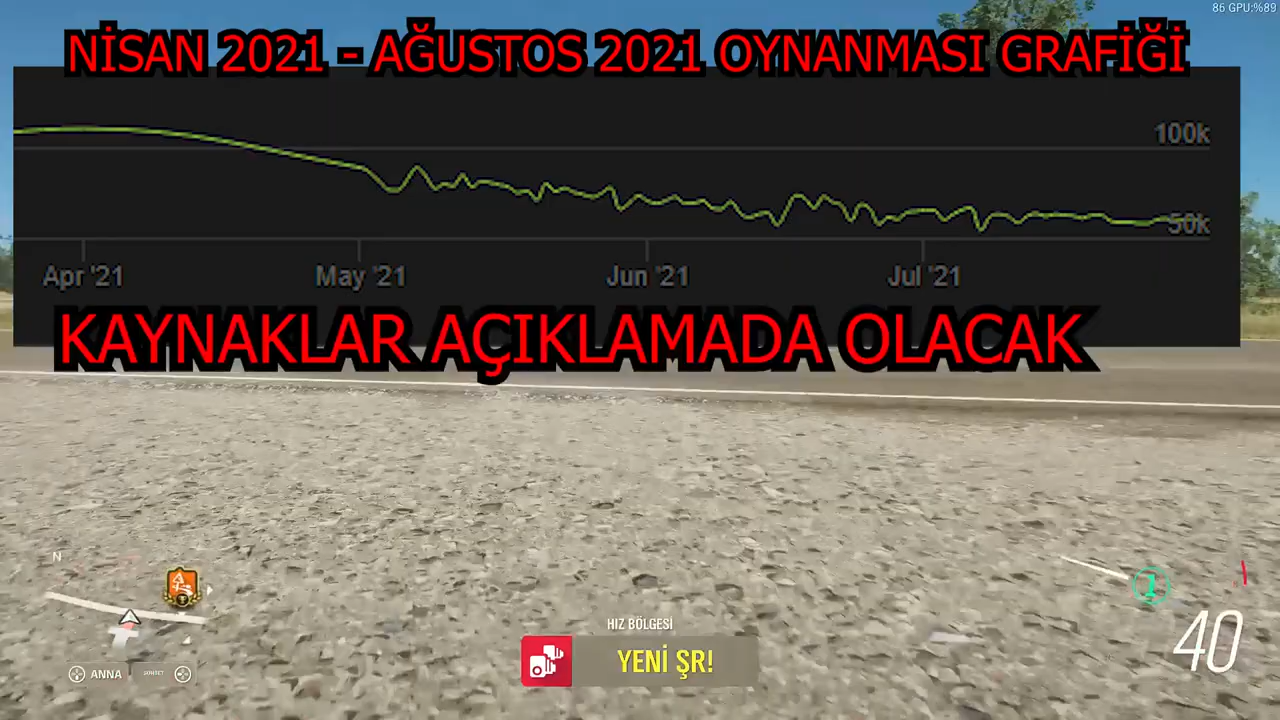 86 GPU:%89
NİSAN 2021 - AĞUSTOS 2021 OYNANMASI GRAFİĞİ
100k
50k
Apr '21 May '21 Jun '21 Jul '21
KAYNAKLAR AÇIKLAMADA OLACAK
N
1
HIZ BÖLGESİ
YENİ ŞR!
40
ANNA